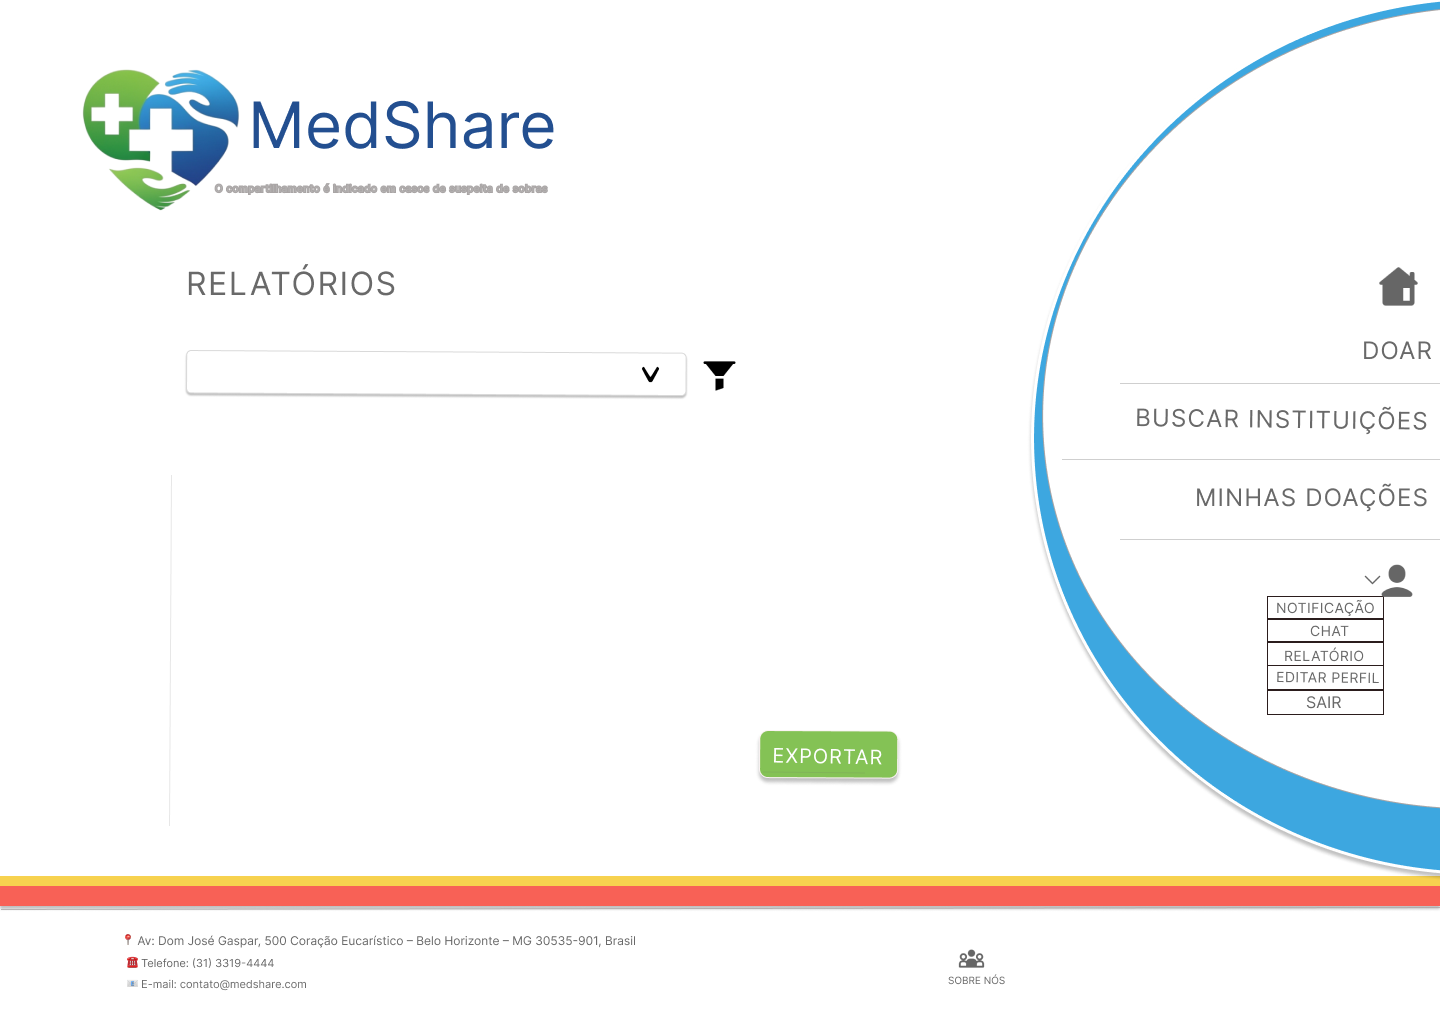 MedShare
O compartilhamento é indicado em casos de suspeita de sobras
RELATÓRIOS
DOAR
BUSCAR INSTITUIÇÕES
MINHAS DOAÇÕES
NOTIFICAÇÃO
CHAT
RELATÓRIO
EDITAR PERFIL
SAIR
EXPORTAR
Av: Dom José Gaspar, 500 Coração Eucarístico – Belo Horizonte – MG 30535-901, Brasil
Telefone: (31) 3319-4444
E-mail: contato@medshare.com
SOBRE NÓS